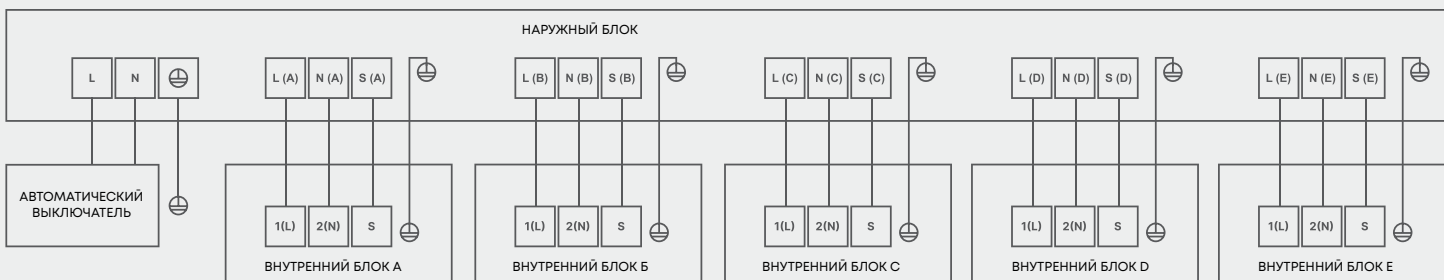 НАРУЖНЫЙ БЛОК
L N L (A) N (A) S (A) L (B) N (B) S (B) L (C) N (C) S (C) L (D) N (D) S (D) L (E) N (E) S (E)
АВТОМАТИЧЕСКИЙ
ВЫКЛЮЧАТЕЛЬ
1(L) 2(N) S 1(L) 2(N) S 1(L) 2(N) S 1(L) 2(N) S 1(L) 2(N) S
ВНУТРЕННИЙ БЛОК А ВНУТРЕННИЙ БЛОК Б ВНУТРЕННИЙ БЛОК С ВНУТРЕННИЙ БЛОК D ВНУТРЕННИЙ БЛОК E